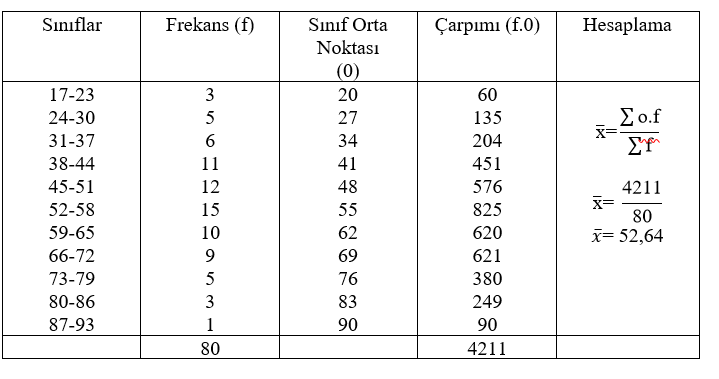 Sınıflar Frekans (f) Sınıf Orta Noktası (0) Çarpımı (f.0) Hesaplama
17-23 3 20 60
24-30 5 27 135
31-37 6 34 204
38-44 11 41 451
45-51 12 48 576
52-58 15 55 825
59-65 10 62 620
66-72 9 69 621
73-79 5 76 380
80-86 3 83 249
87-93 1 90 90
80 4211
x̄= ∑ o.f / ∑ f
x̄= 4211 / 80
x̄= 52,64